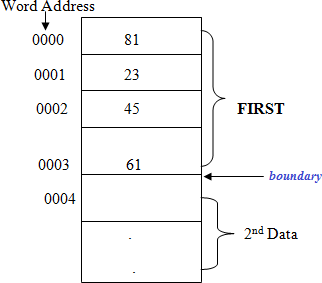 Word Address
0000 81
0001 23
0002 45
FIRST
0003 61
boundary
0004
2nd Data
.
.